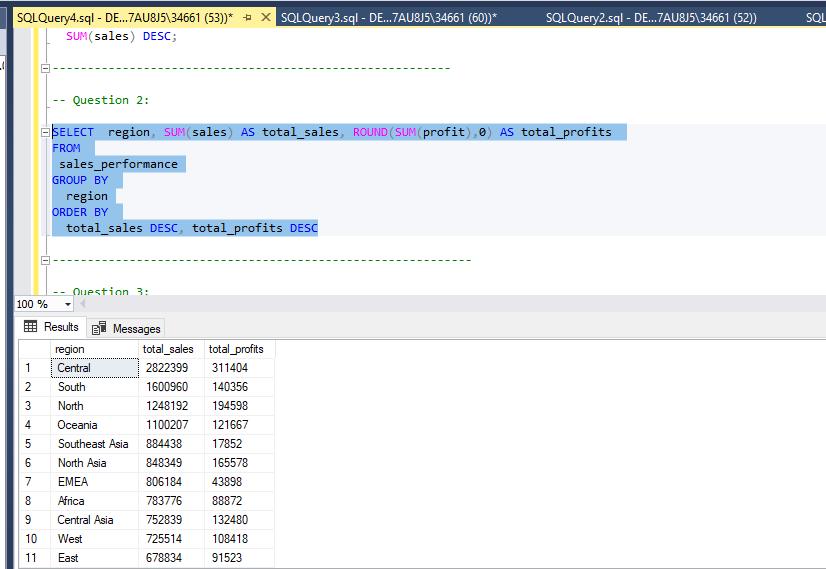 SQLQuery4.sql - DE...7AU8J5\34661 (53))* SQLQuery3.sql - DE...7AU8J5\34661 (60))* SQLQuery2.sql - DE...7AU8J5\34661 (52)) SQL
SUM(sales) DESC;
---------------------------------------------------------
-- Question 2:
SELECT  region, SUM(sales) AS total_sales, ROUND(SUM(profit),0) AS total_profits
FROM
sales_performance
GROUP BY
region
ORDER BY
total_sales DESC, total_profits DESC
------------------------------------------------------------
-- Question 3:
100 %
Results Messages
region total_sales total_profits
1 Central 2822399 311404
2 South 1600960 140356
3 North 1248192 194598
4 Oceania 1100207 121667
5 Southeast Asia 884438 17852
6 North Asia 848349 165578
7 EMEA 806184 43898
8 Africa 783776 88872
9 Central Asia 752839 132480
10 West 725514 108418
11 East 678834 91523